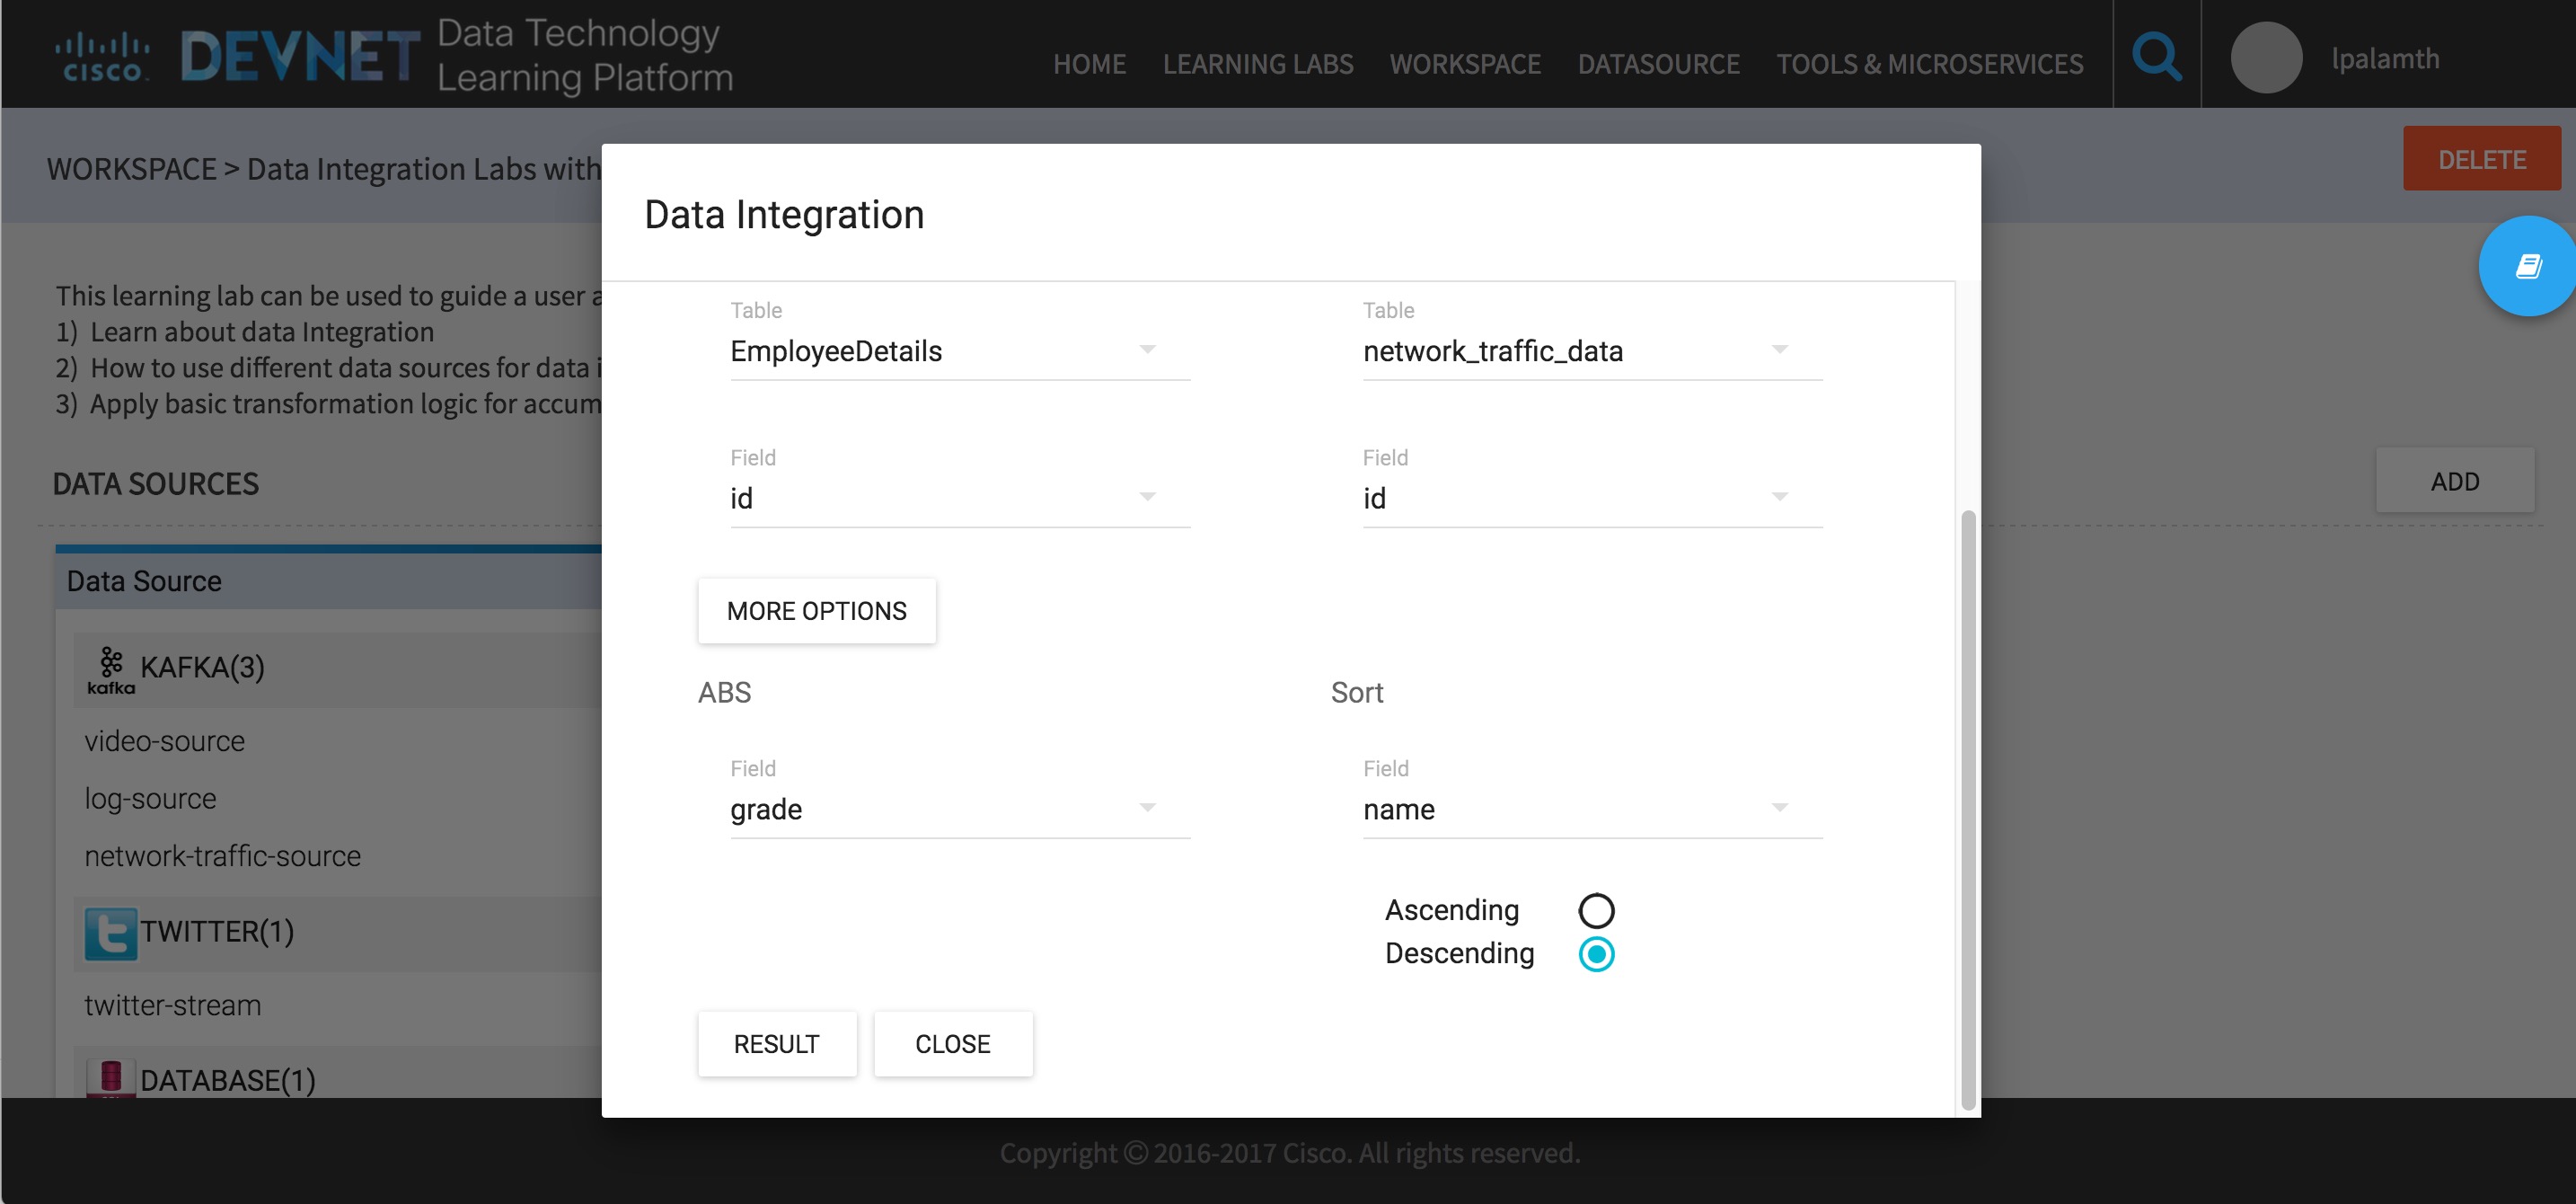 CISCO
DEVNET
Data Technology
Learning Platform
HOME
LEARNING LABS
WORKSPACE
DATASOURCE
TOOLS & MICROSERVICES
lpalamth
WORKSPACE > Data Integration Labs with
DELETE
Data Integration
This learning lab can be used to guide a user a
1) Learn about data Integration
2) How to use different data sources for data i
3) Apply basic transformation logic for accum
DATA SOURCES
ADD
Data Source
kafka
KAFKA(3)
video-source
log-source
network-traffic-source
TWITTER(1)
twitter-stream
DATABASE(1)
Table
EmployeeDetails
Table
network_traffic_data
Field
id
Field
id
MORE OPTIONS
ABS
Sort
Field
grade
Field
name
Ascending
Descending
RESULT
CLOSE
Copyright © 2016-2017 Cisco. All rights reserved.